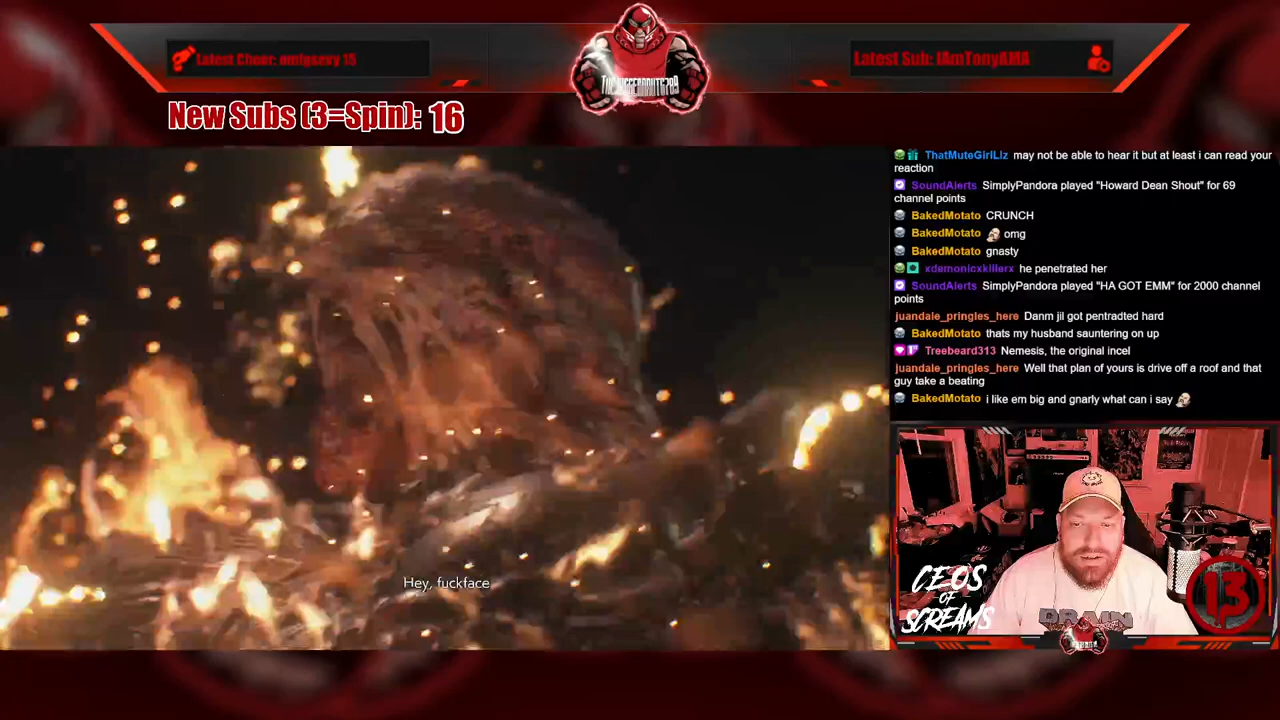 Latest Cheer: omfgsevy 15
Latest Sub: IAmTonyAMA
New Subs (3=Spin): 16
ThatMuteGirlLiz may not be able to hear it but at least i can read your
reaction
SoundAlerts SimplyPandora played "Howard Dean Shout" for 69
channel points
BakedMotato CRUNCH
BakedMotato omg
BakedMotato gnasty
xdemonicxkillerx he penetrated her
SoundAlerts SimplyPandora played "HA GOT EMM" for 2000 channel
points
juandale_pringles_here Danm jil got pentradted hard
BakedMotato thats my husband sauntering on up
Treebeard313 Nemesis, the original incel
juandale_pringles_here Well that plan of yours is drive off a roof and that
guy take a beating
BakedMotato i like em big and gnarly what can i say
Hey, fuckface
CEOS
OF
SCREAMS
13